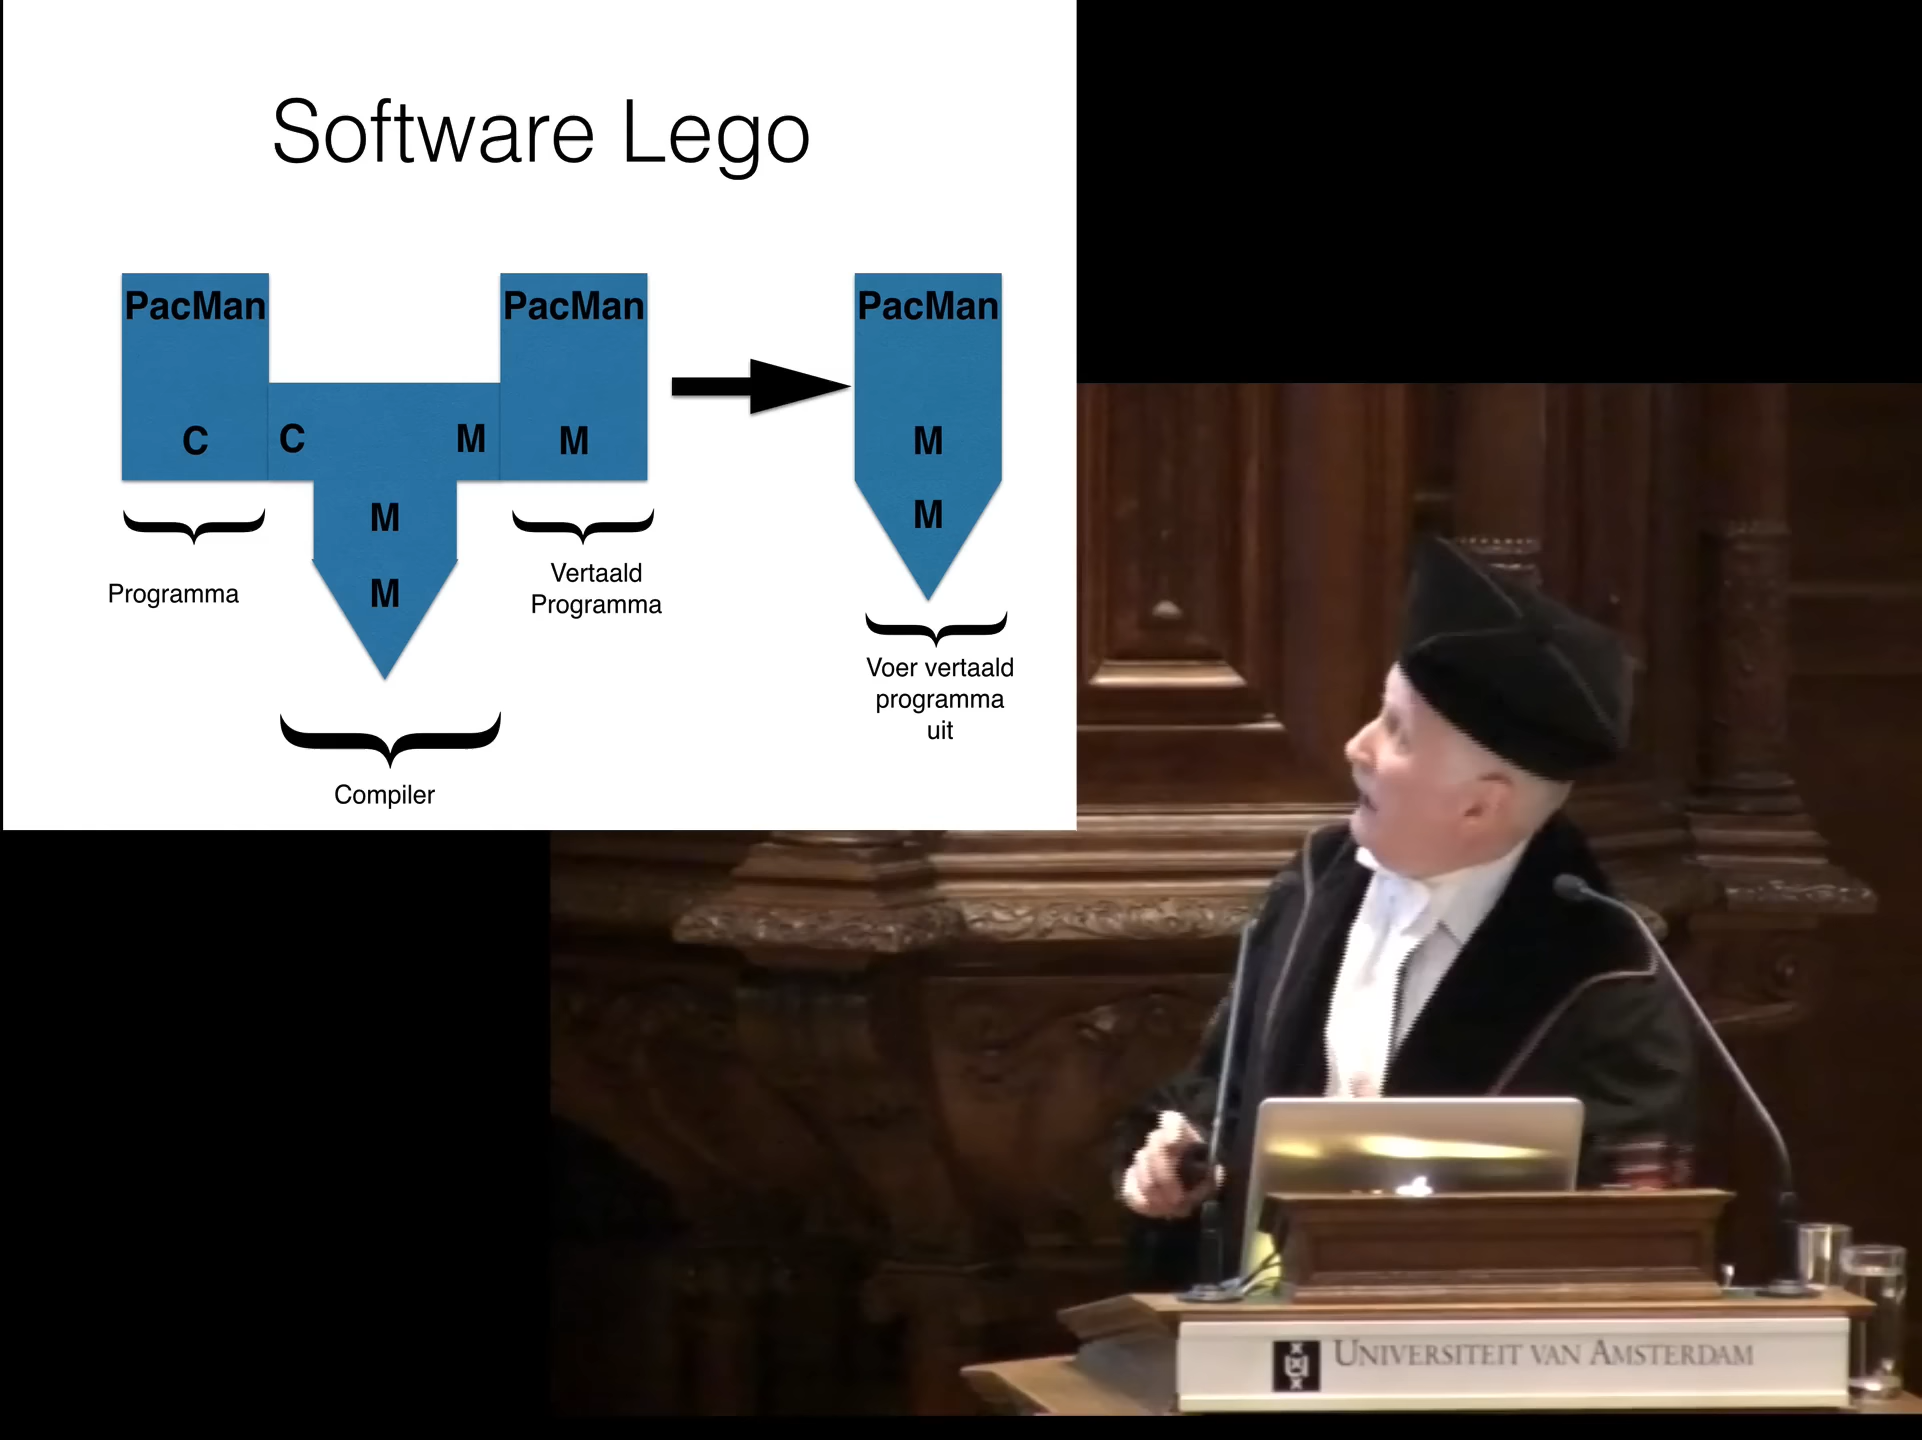 Software Lego
PacMan
PacMan
PacMan
C
C
M
M
M
M
M
M
Programma
Vertaald
Programma
Voer vertaald
programma
uit
Compiler
UNIVERSITEIT VAN AMSTERDAM